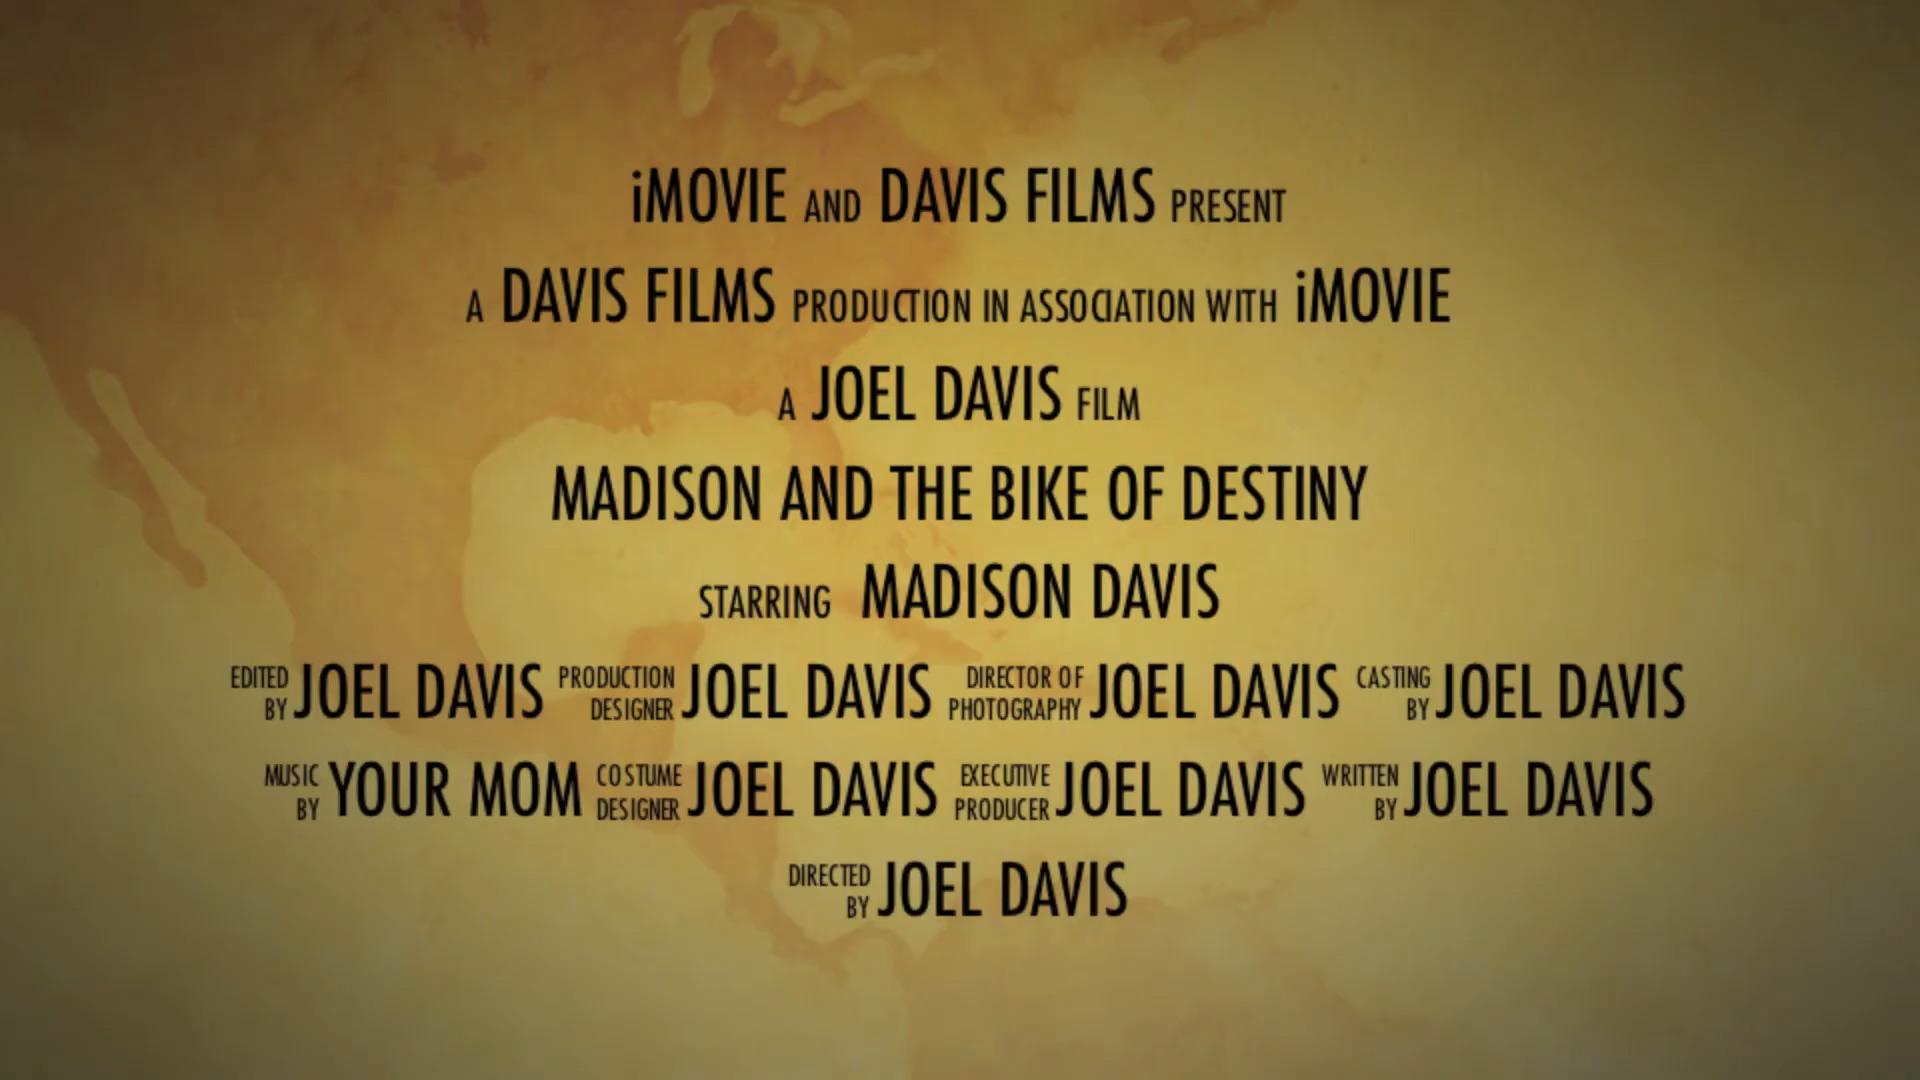 iMOVIE AND DAVIS FILMS PRESENT
A DAVIS FILMS PRODUCTION IN ASSOCIATION WITH iMOVIE
A JOEL DAVIS FILM
MADISON AND THE BIKE OF DESTINY
STARRING MADISON DAVIS
EDITED BY JOEL DAVIS PRODUCTION DESIGNER JOEL DAVIS DIRECTOR OF PHOTOGRAPHY JOEL DAVIS CASTING BY JOEL DAVIS
MUSIC BY YOUR MOM COSTUME DESIGNER JOEL DAVIS EXECUTIVE PRODUCER JOEL DAVIS WRITTEN BY JOEL DAVIS
DIRECTED BY JOEL DAVIS